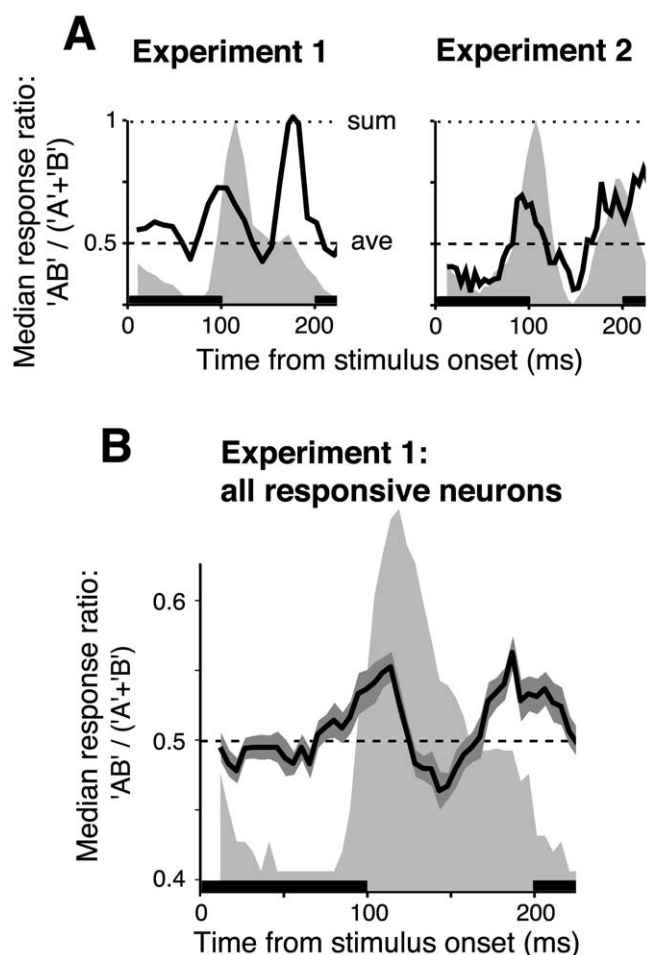 A
Experiment 1
Experiment 2
Median response ratio:
'AB' / ('A'+'B')
1
0.5
sum
ave
0
100
200
0
100
200
Time from stimulus onset (ms)
B
Experiment 1:
all responsive neurons
Median response ratio:
'AB' / ('A'+'B')
0.6
0.5
0.4
0
100
200
Time from stimulus onset (ms)